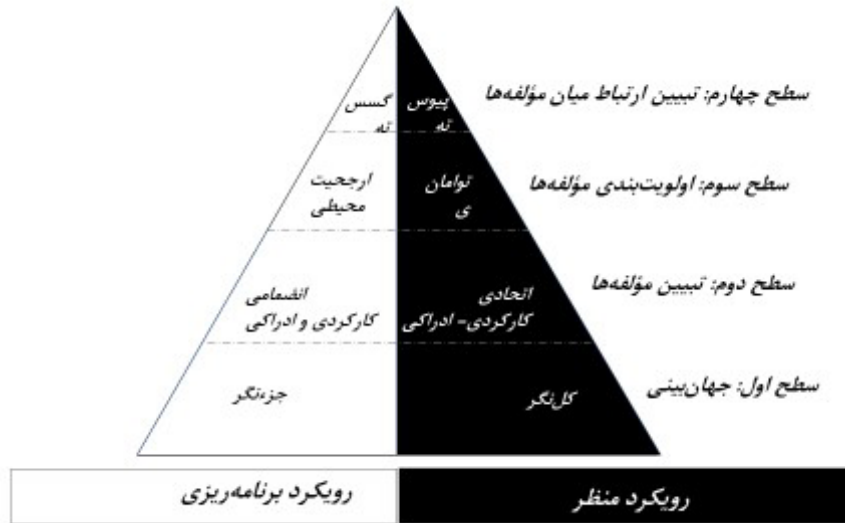 سطح چهارم: تبیین ارتباط میان مؤلفه‌ها
پیوس
ته
گسس
ته
سطح سوم: اولویت‌بندی مؤلفه‌ها
توامان
ی
ارجحیت
محیطی
سطح دوم: تبیین مؤلفه‌ها
اتحادی
کارکردی- ادراکی
انضمامی
کارکردی و ادراکی
سطح اول: جهان‌بینی
کل‌نگر
جزءنگر
رویکرد منظر
رویکرد برنامه‌ریزی